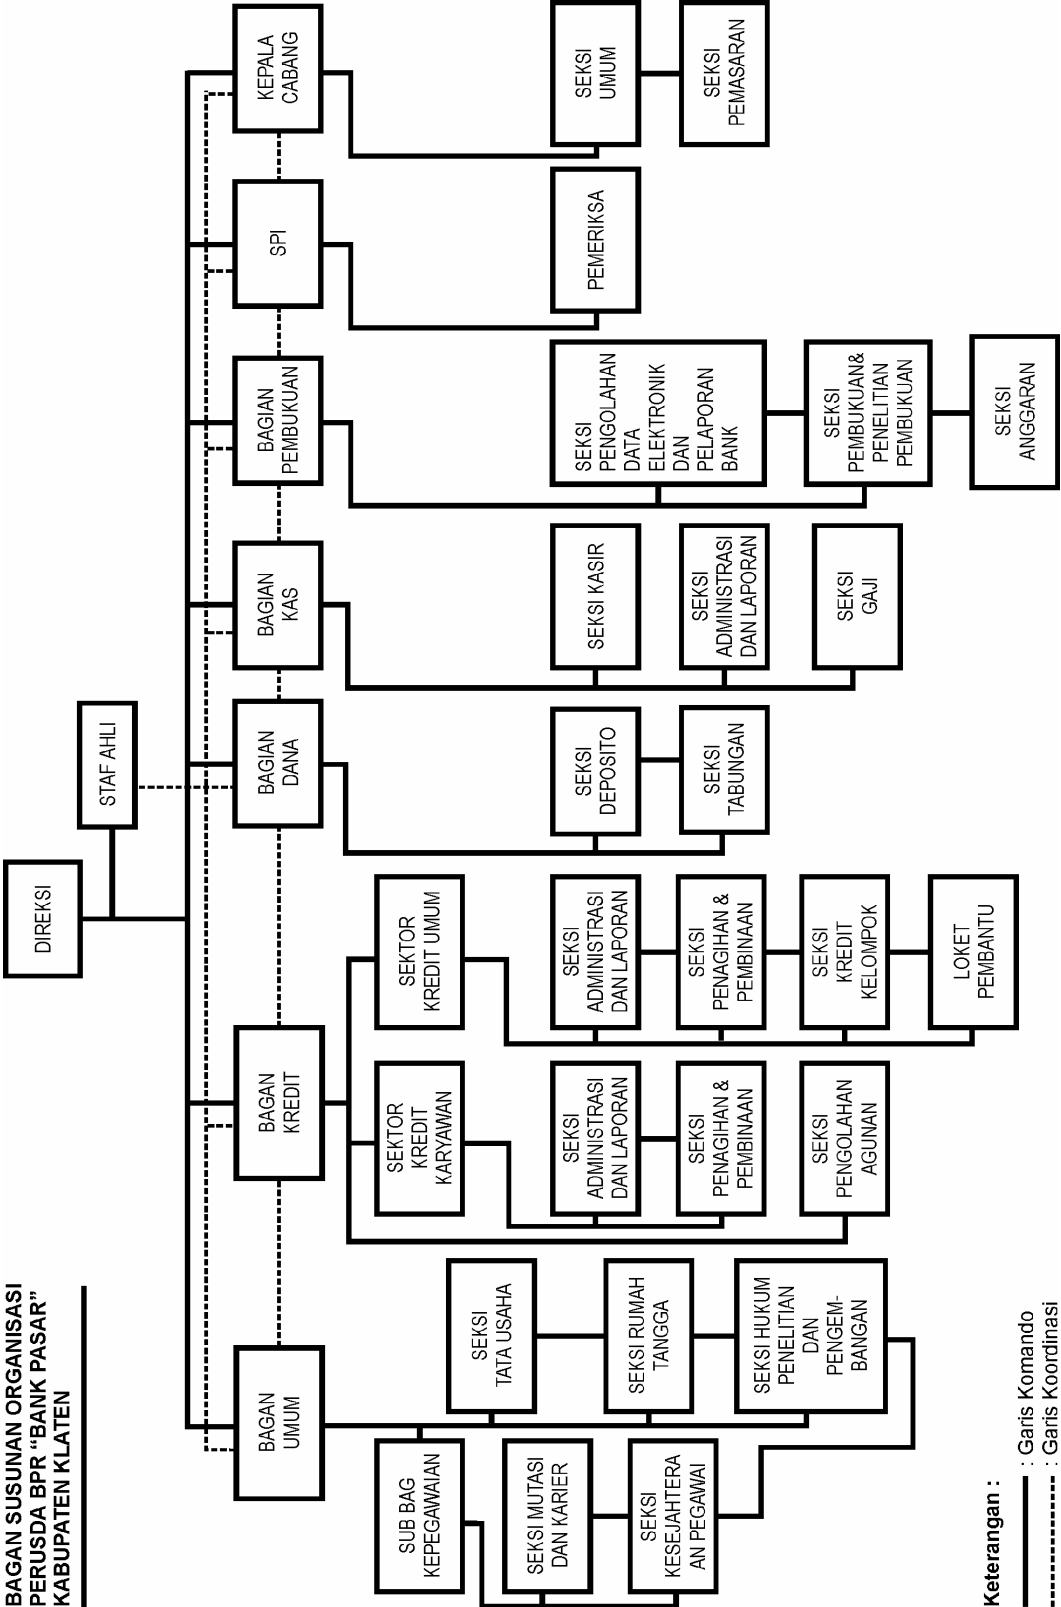 BAGAN SUSUNAN ORGANISASI
PERUSDA BPR “BANK PASAR”
KABUPATEN KLATEN
DIREKSI
STAF AHLI
BAGAN
UMUM
BAGAN
KREDIT
BAGIAN
DANA
BAGIAN
KAS
BAGIAN
PEMBUKUAN
SPI
KEPALA
CABANG
SUB BAG
KEPEGAWAIAN
SEKSI MUTASI
DAN KARIER
SEKSI
KESEJAHTERA
AN PEGAWAI
SEKSI
TATA USAHA
SEKSI RUMAH
TANGGA
SEKSI HUKUM
PENELITIAN
DAN
PENGEM-
BANGAN
SEKTOR
KREDIT
KARYAWAN
SEKSI
ADMINISTRASI
DAN LAPORAN
SEKSI
PENAGIHAN &
PEMBINAAN
SEKSI
PENGOLAHAN
AGUNAN
SEKTOR
KREDIT UMUM
SEKSI
ADMINISTRASI
DAN LAPORAN
SEKSI
PENAGIHAN &
PEMBINAAN
SEKSI
KREDIT
KELOMPOK
LOKET
PEMBANTU
SEKSI
DEPOSITO
SEKSI
TABUNGAN
SEKSI KASIR
SEKSI
ADMINISTRASI
DAN LAPORAN
SEKSI
GAJI
SEKSI
PENGOLAHAN
DATA
ELEKTRONIK
DAN
PELAPORAN
BANK
SEKSI
PEMBUKUAN&
PENELITIAN
PEMBUKUAN
SEKSI
ANGGARAN
PEMERIKSA
SEKSI
UMUM
SEKSI
PEMASARAN
Keterangan :
: Garis Komando
: Garis Koordinasi